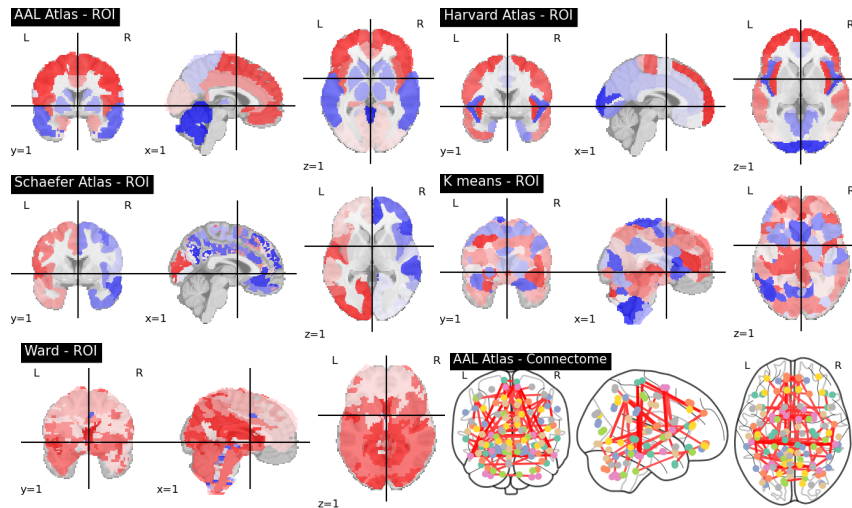 AAL Atlas - ROI
L R
y=1 x=1 z=1
Harvard Atlas - ROI
L R
y=1 x=1 z=1
Schaefer Atlas - ROI
L R
y=1 x=1 z=1
K means - ROI
L R
y=1 x=1 z=1
Ward - ROI
L R L R
y=1 x=1 z=1
AAL Atlas - Connectome
L R L R